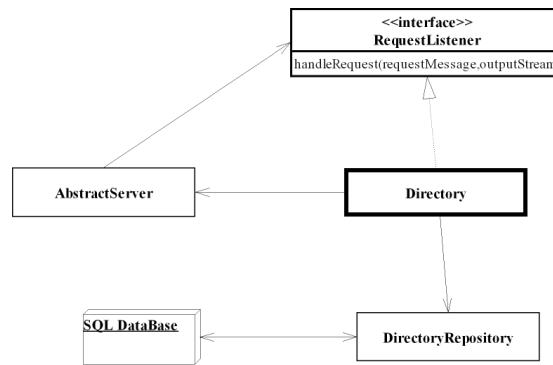 <<interface>>
RequestListener
handleRequest(requestMessage,outputStream
AbstractServer
Directory
SQL DataBase
DirectoryRepository